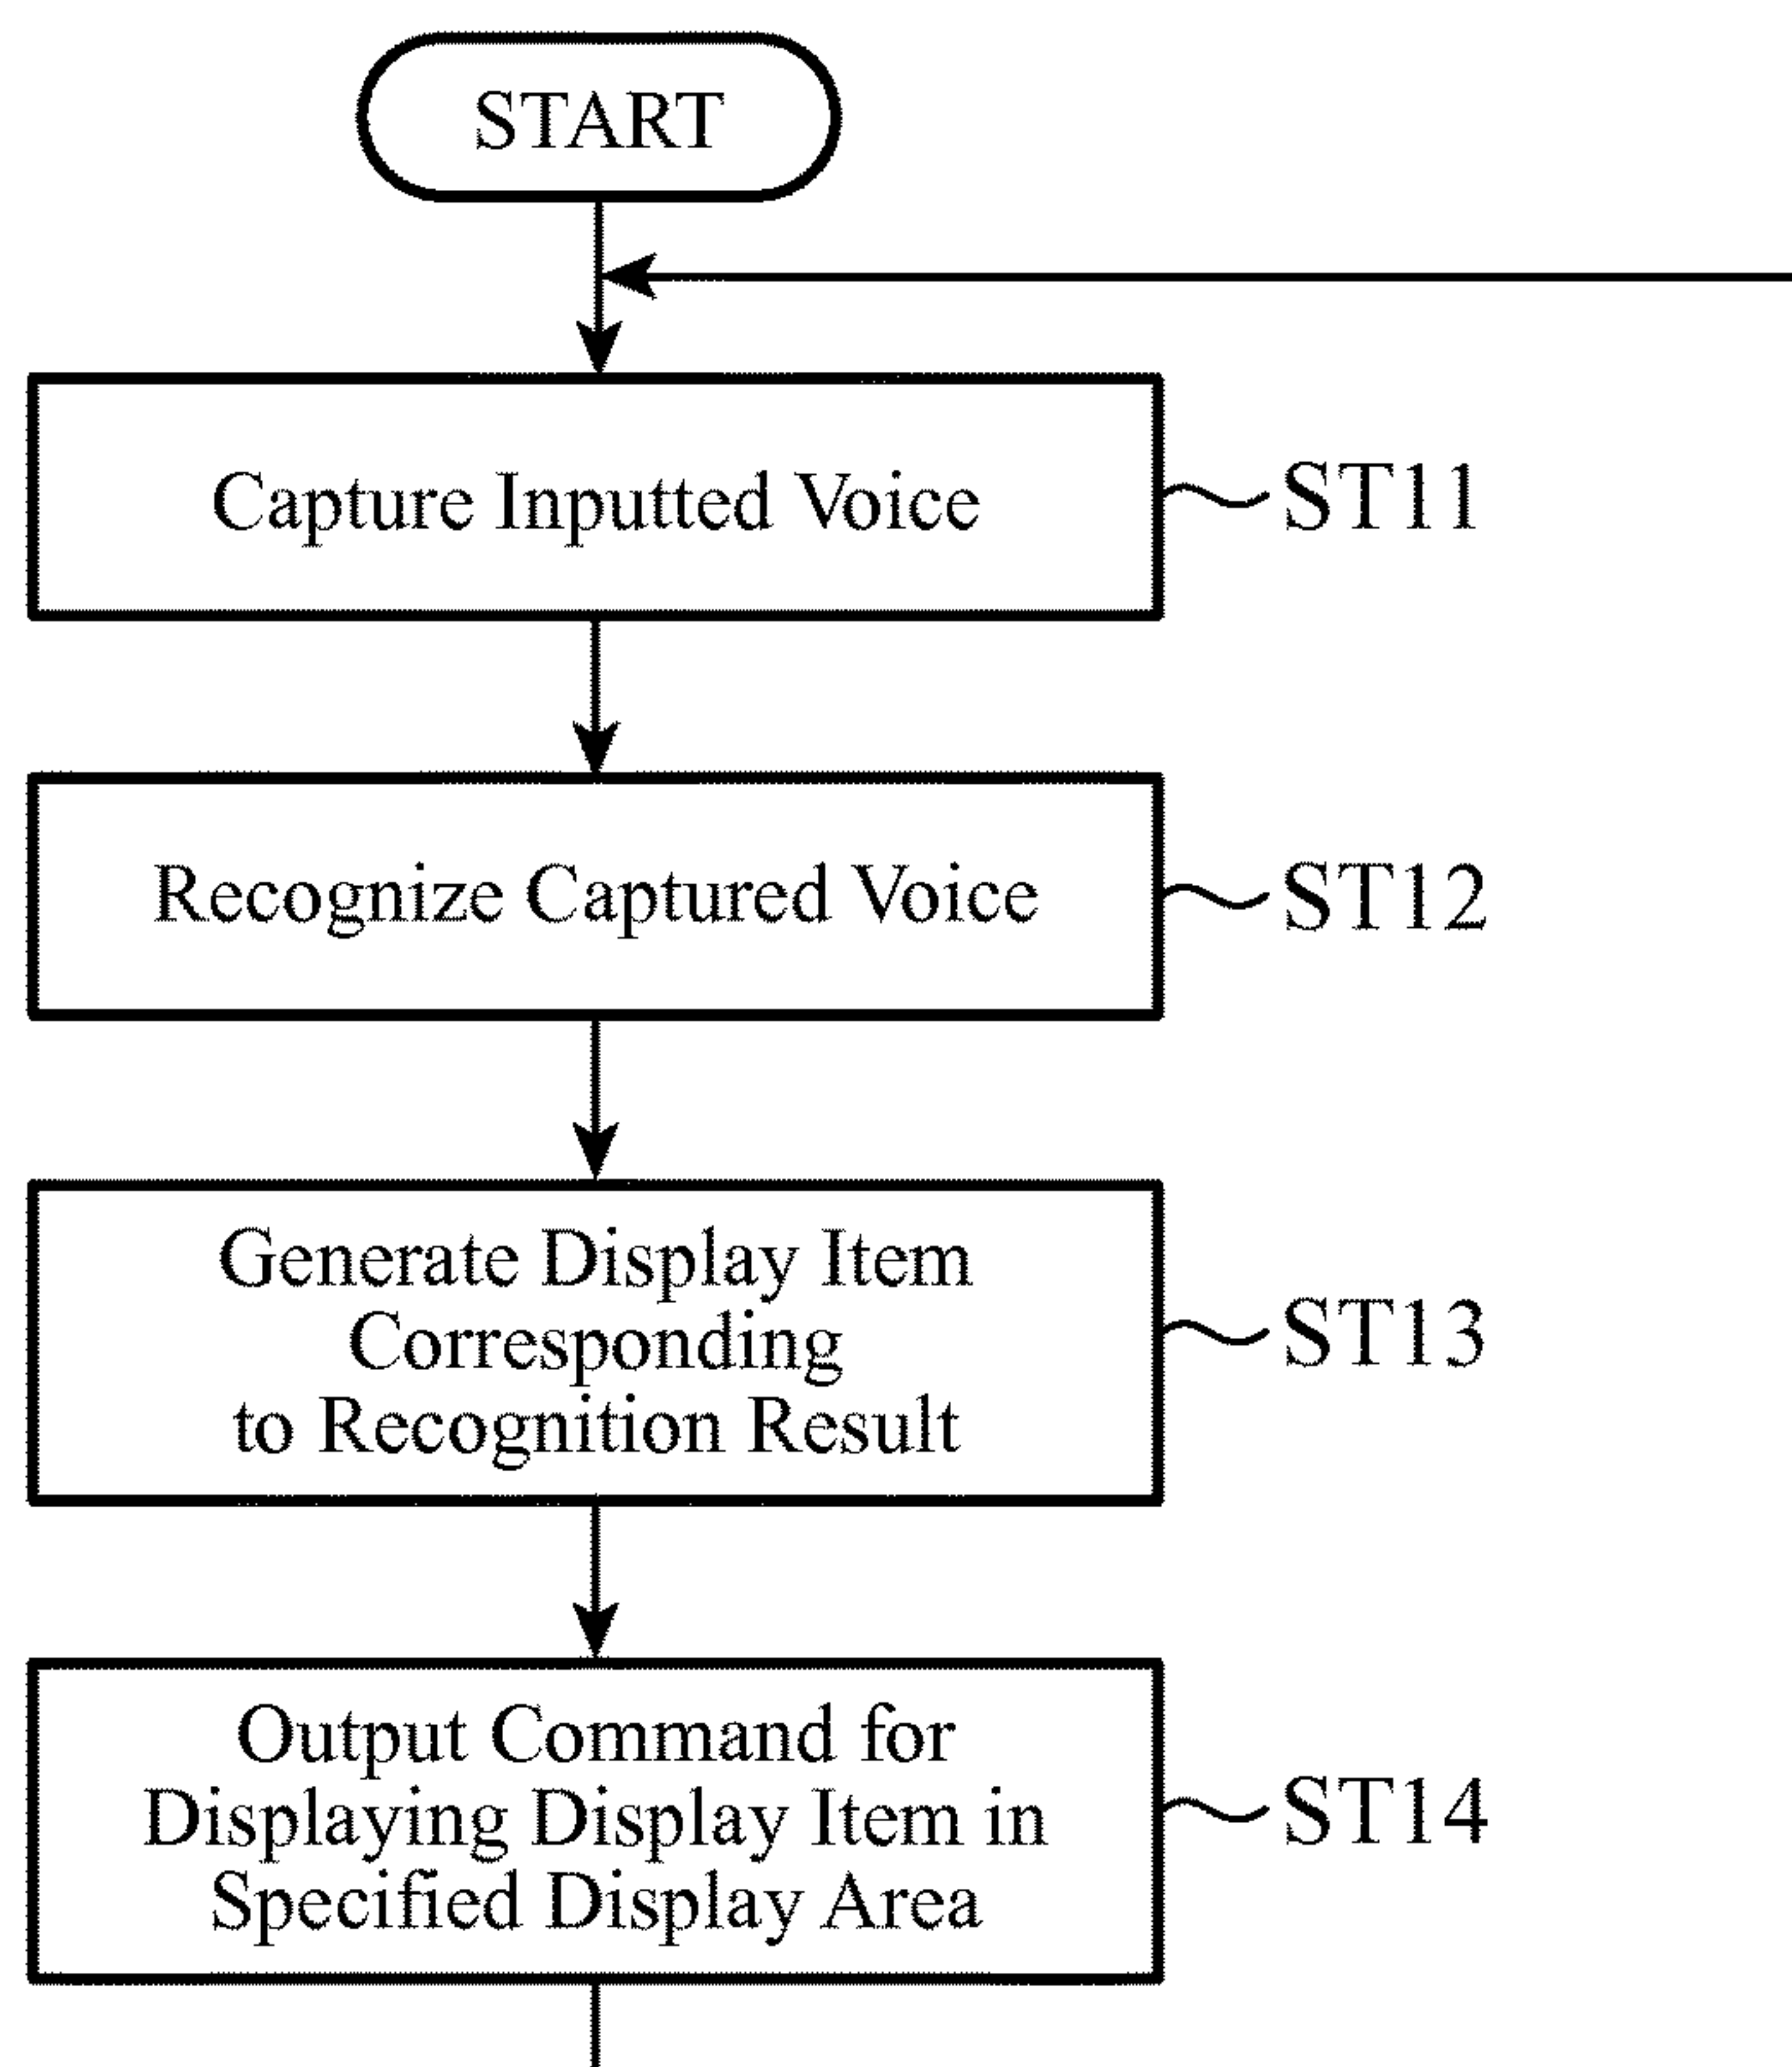 START
Capture Inputted Voice
ST11
Recognize Captured Voice
ST12
Generate Display Item
Corresponding
to Recognition Result
ST13
Output Command for
Displaying Display Item in
Specified Display Area
ST14